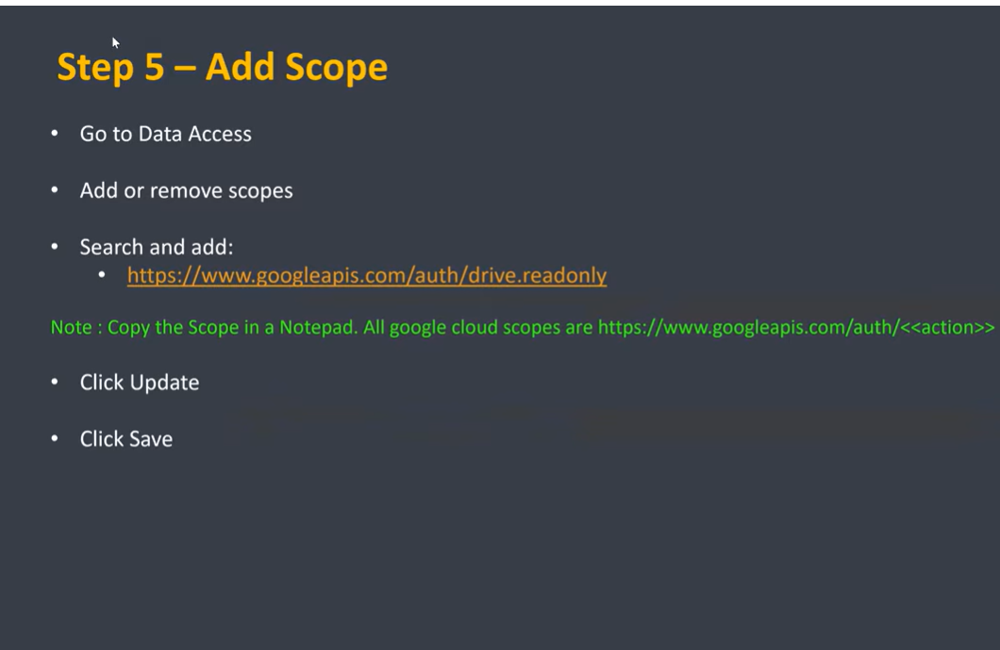 Step 5 – Add Scope
• Go to Data Access
• Add or remove scopes
• Search and add:
• https://www.googleapis.com/auth/drive.readonly
Note : Copy the Scope in a Notepad. All google cloud scopes are https://www.googleapis.com/auth/<<action>>
• Click Update
• Click Save